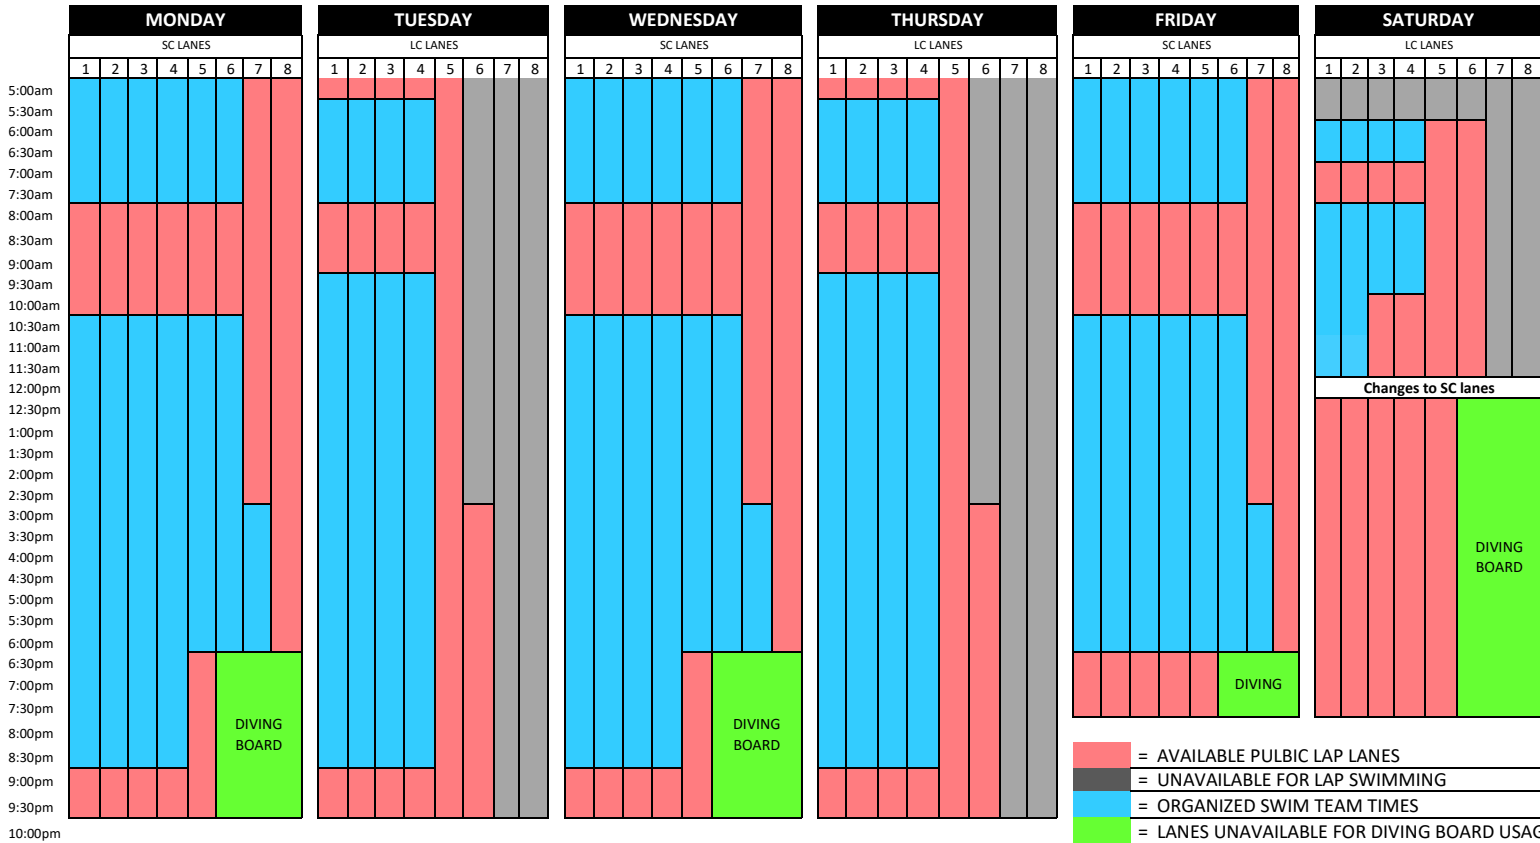 MONDAY TUESDAY WEDNESDAY THURSDAY FRIDAY SATURDAY
SC LANES LC LANES SC LANES LC LANES SC LANES LC LANES
1 2 3 4 5 6 7 8 1 2 3 4 5 6 7 8 1 2 3 4 5 6 7 8 1 2 3 4 5 6 7 8 1 2 3 4 5 6 7 8 1 2 3 4 5 6 7 8
5:00am
5:30am
6:00am
6:30am
7:00am
7:30am
8:00am
8:30am
9:00am
9:30am
10:00am
10:30am
11:00am
11:30am
12:00pm Changes to SC lanes
12:30pm
1:00pm
1:30pm
2:00pm
2:30pm
3:00pm
3:30pm
4:00pm DIVING
4:30pm BOARD
5:00pm
5:30pm
6:00pm
6:30pm
7:00pm DIVING
7:30pm
8:00pm DIVING DIVING
BOARD BOARD
8:30pm = AVAILABLE PULBIC LAP LANES
9:00pm = UNAVAILABLE FOR LAP SWIMMING
9:30pm = ORGANIZED SWIM TEAM TIMES
10:00pm = LANES UNAVAILABLE FOR DIVING BOARD USAG